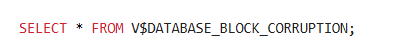 SELECT * FROM V$DATABASE_BLOCK_CORRUPTION;